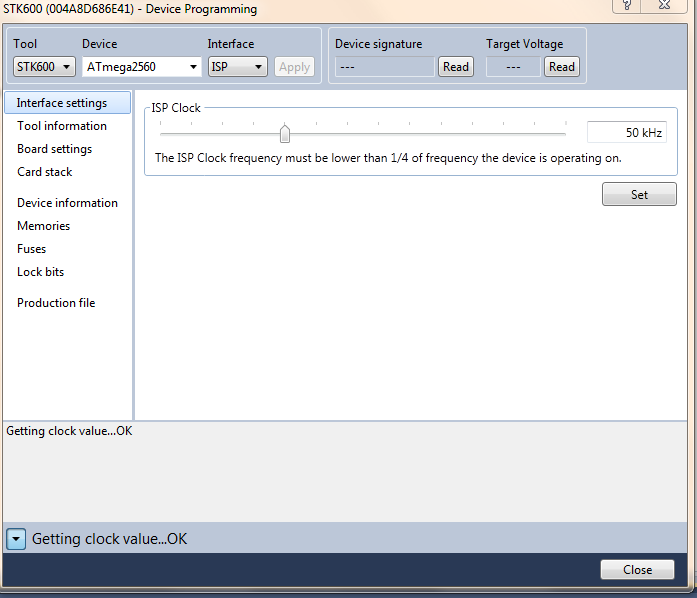 STK600 (004A8D686E41) - Device Programming
?
Tool Device Interface Device signature Target Voltage
STK600 ATmega2560 ISP Apply --- Read --- Read
Interface settings
Tool information
Board settings
Card stack
Device information
Memories
Fuses
Lock bits
Production file
ISP Clock
50 kHz
The ISP Clock frequency must be lower than 1/4 of frequency the device is operating on.
Set
Getting clock value...OK
Getting clock value...OK
Close